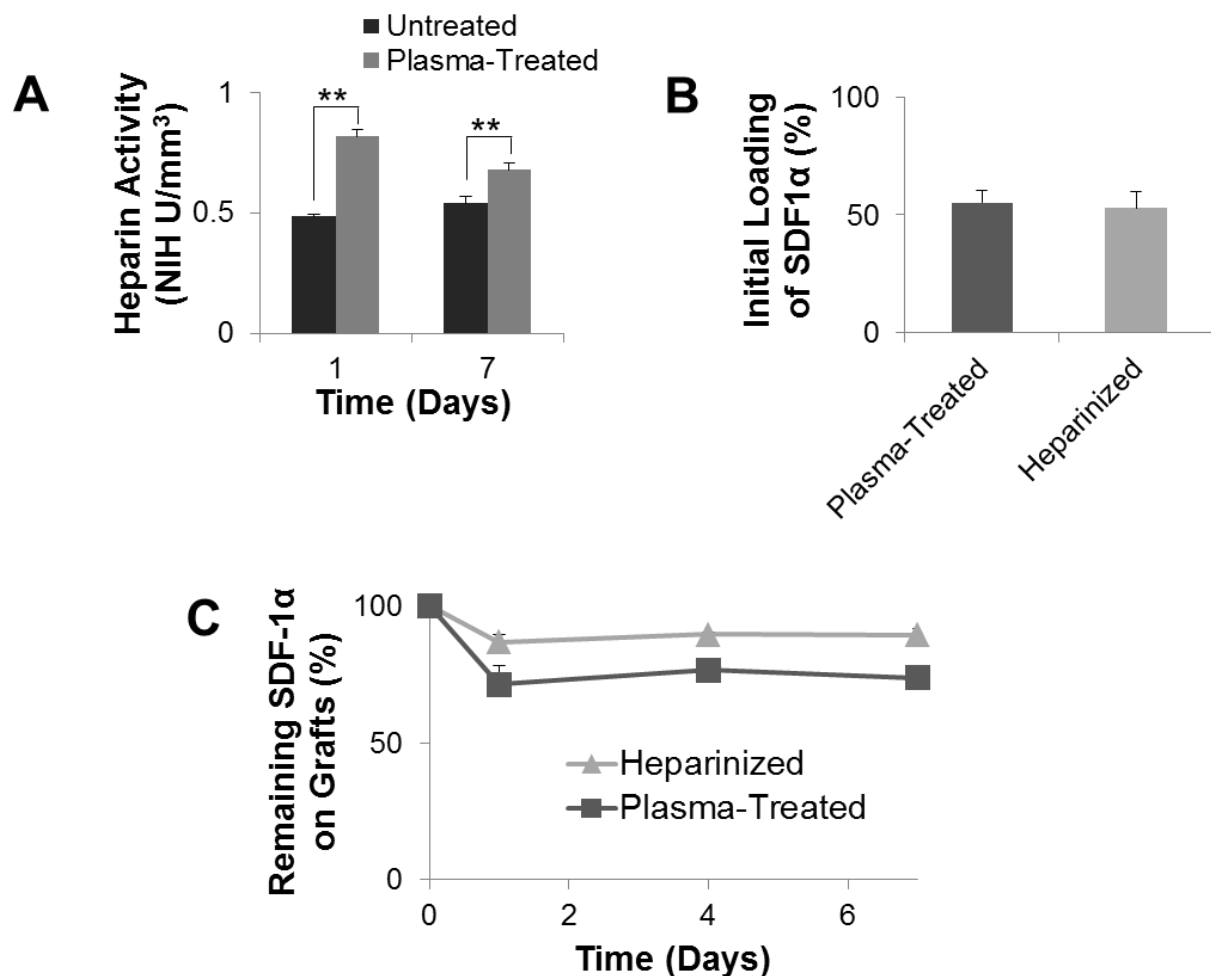 Untreated
Plasma-Treated
A
Heparin Activity
(NIH U/mm³)
1
0.5
0
**
**
1
7
Time (Days)
B
Initial Loading
of SDF1α (%)
100
50
0
Plasma-Treated
Heparinized
C
Remaining SDF-1α
on Grafts (%)
100
50
0
Heparinized
Plasma-Treated
0
2
4
6
Time (Days)